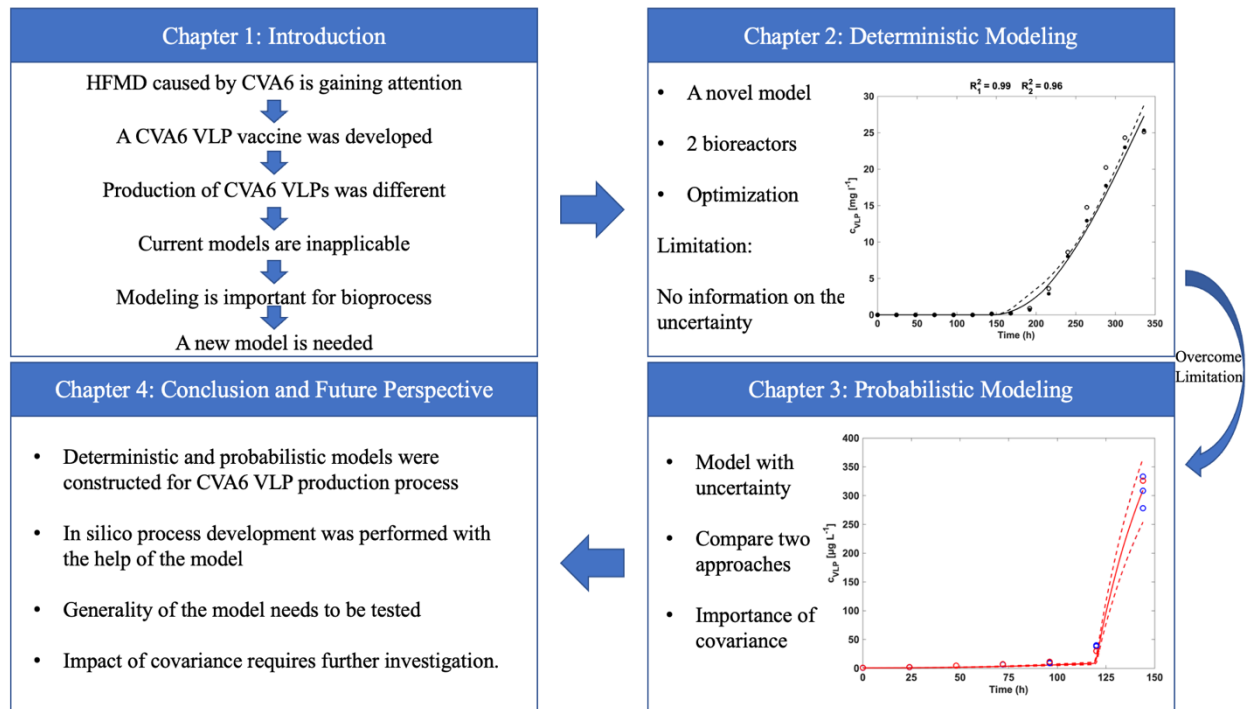 Chapter 1: Introduction
HFMD caused by CVA6 is gaining attention
A CVA6 VLP vaccine was developed
Production of CVA6 VLPs was different
Current models are inapplicable
Modeling is important for bioprocess
A new model is needed
Chapter 2: Deterministic Modeling
• A novel model
• 2 bioreactors
• Optimization
Limitation:
No information on the
uncertainty
R₁² = 0.99 R₂² = 0.96
30
25
20
15
10
5
0
c_VLP [mg l⁻¹]
0 50 100 150 200 250 300 350
Time (h)
Overcome
Limitation
Chapter 3: Probabilistic Modeling
• Model with
uncertainty
• Compare two
approaches
• Importance of
covariance
400
350
300
250
200
150
100
50
0
c_VLP [µg L⁻¹]
0 25 50 75 100 125 150
Time (h)
Chapter 4: Conclusion and Future Perspective
• Deterministic and probabilistic models were
constructed for CVA6 VLP production process
• In silico process development was performed with
the help of the model
• Generality of the model needs to be tested
• Impact of covariance requires further investigation.